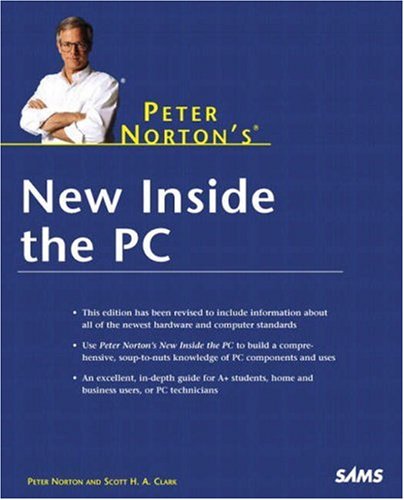 PETER
NORTON'S®
New Inside
the PC
• This edition has been revised to include information about
all of the newest hardware and computer standards
• Use Peter Norton's New Inside the PC to build a compre-
hensive, soup-to-nuts knowledge of PC components and uses
• An excellent, in-depth guide for A+ students, home and
business users, or PC technicians
PETER NORTON AND SCOTT H. A. CLARK
SAMS